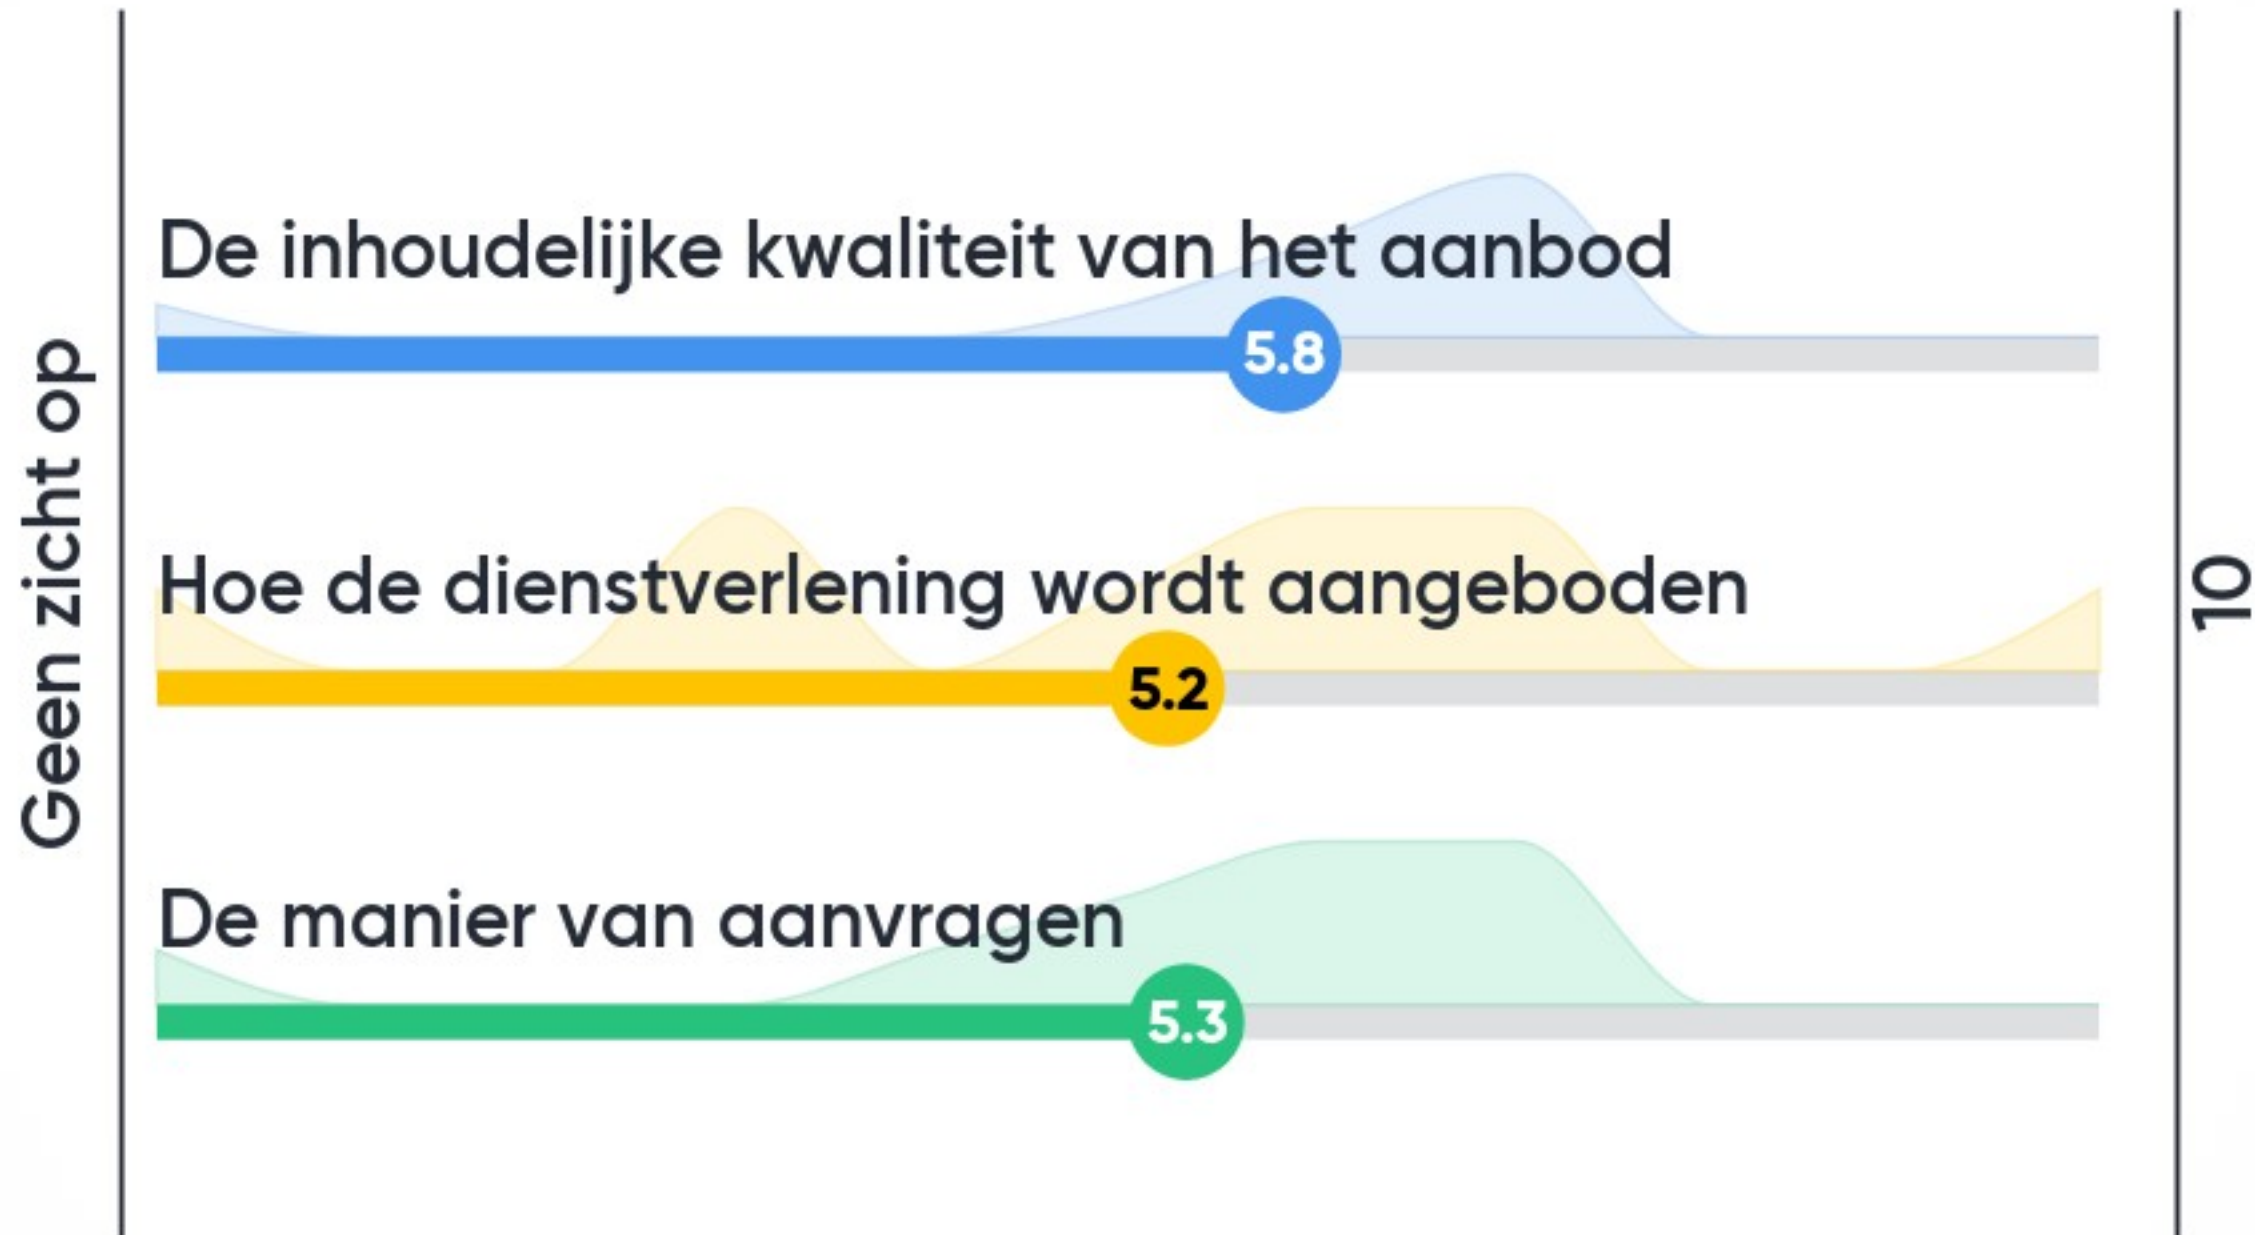 Geen zicht op
De inhoudelijke kwaliteit van het aanbod
5.8
Hoe de dienstverlening wordt aangeboden
5.2
De manier van aanvragen
5.3
10